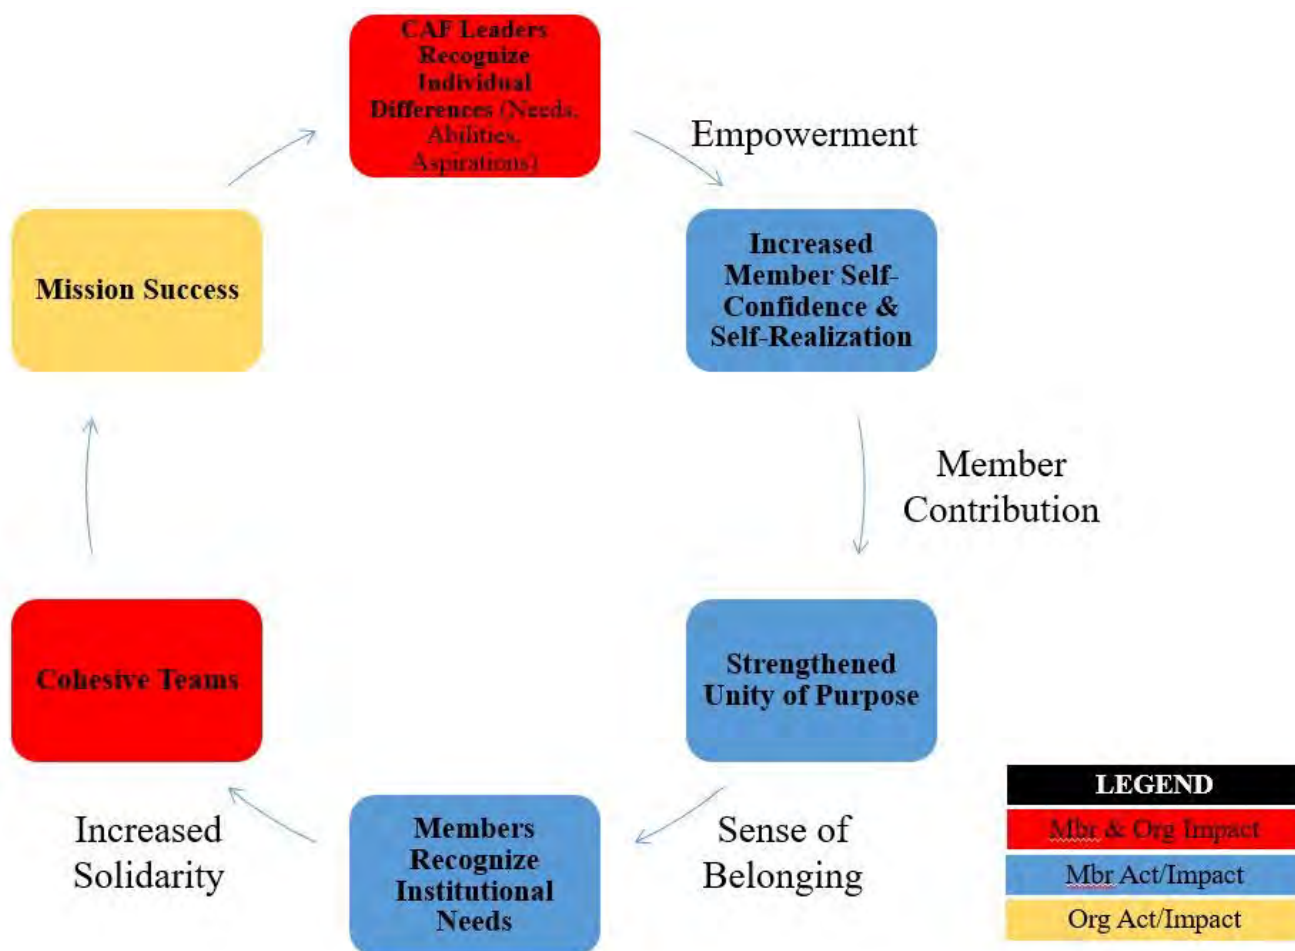 CAF Leaders
Recognize
Individual
Differences (Needs,
Abilities,
Aspirations)
Empowerment
Increased
Member Self-
Confidence &
Self-Realization
Member
Contribution
Strengthened
Unity of Purpose
Sense of
Belonging
Members
Recognize
Institutional
Needs
Increased
Solidarity
Cohesive Teams
Mission Success
LEGEND
Mbr & Org Impact
Mbr Act/Impact
Org Act/Impact